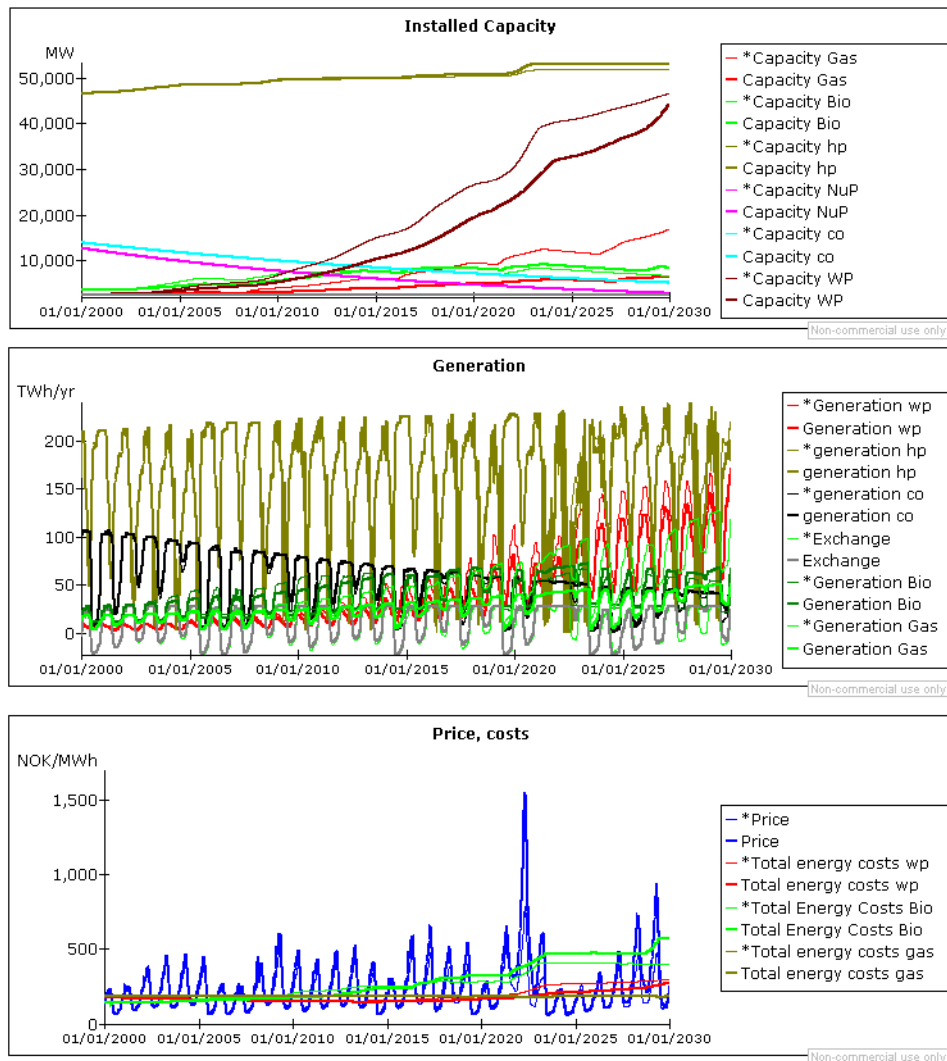 Installed Capacity
MW
50,000
40,000
30,000
20,000
10,000
01/01/2000 01/01/2005 01/01/2010 01/01/2015 01/01/2020 01/01/2025 01/01/2030
*Capacity Gas
Capacity Gas
*Capacity Bio
Capacity Bio
*Capacity hp
Capacity hp
*Capacity NuP
Capacity NuP
*Capacity co
Capacity co
*Capacity WP
Capacity WP
Non-commercial use only
Generation
TWh/yr
200
150
100
50
0
01/01/2000 01/01/2005 01/01/2010 01/01/2015 01/01/2020 01/01/2025 01/01/2030
*Generation wp
Generation wp
*generation hp
generation hp
*generation co
generation co
*Exchange
Exchange
*Generation Bio
Generation Bio
*Generation Gas
Generation Gas
Non-commercial use only
Price, costs
NOK/MWh
1,500
1,000
500
0
01/01/2000 01/01/2005 01/01/2010 01/01/2015 01/01/2020 01/01/2025 01/01/2030
*Price
Price
*Total energy costs wp
Total energy costs wp
*Total Energy Costs Bio
Total Energy Costs Bio
*Total energy costs gas
Total energy costs gas
Non-commercial use only